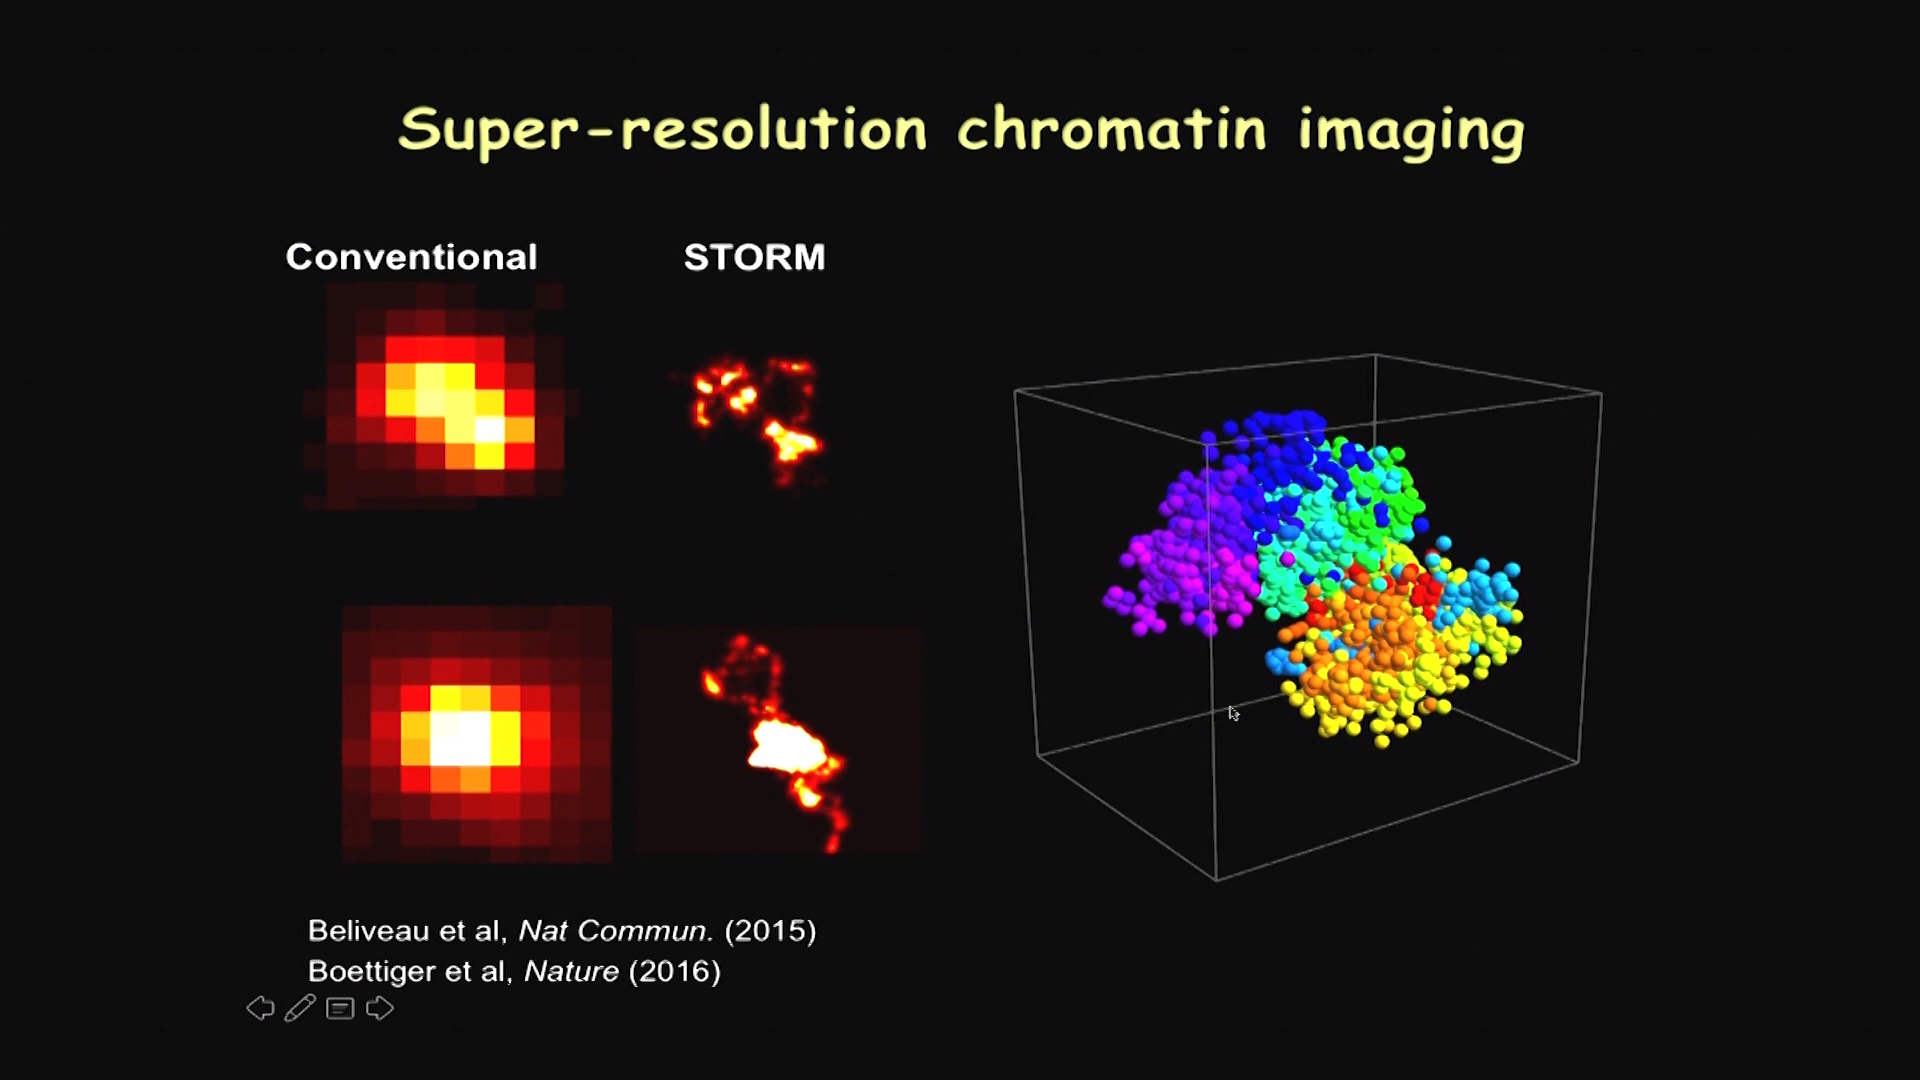 Super-resolution chromatin imaging
Conventional
STORM
Beliveau et al, Nat Commun. (2015)
Boettiger et al, Nature (2016)